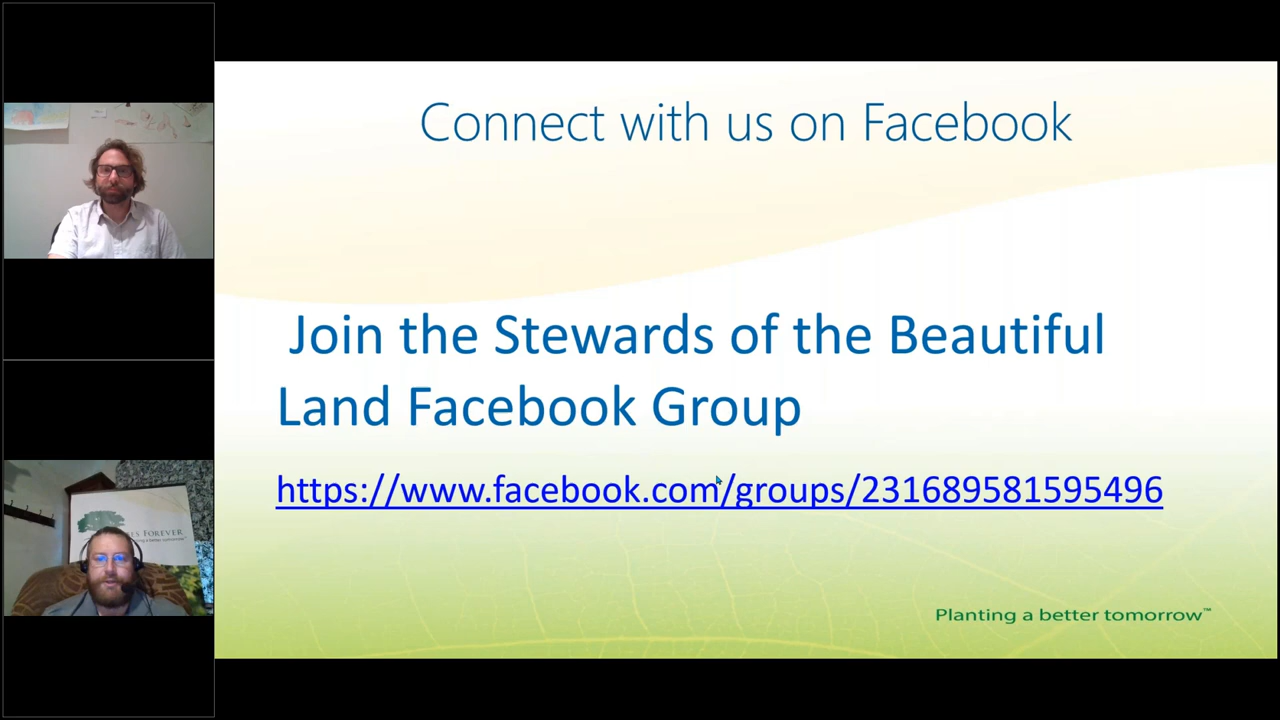 Connect with us on Facebook
Join the Stewards of the Beautiful
Land Facebook Group
https://www.facebook.com/groups/231689581595496
Planting a better tomorrow™
FOREVER